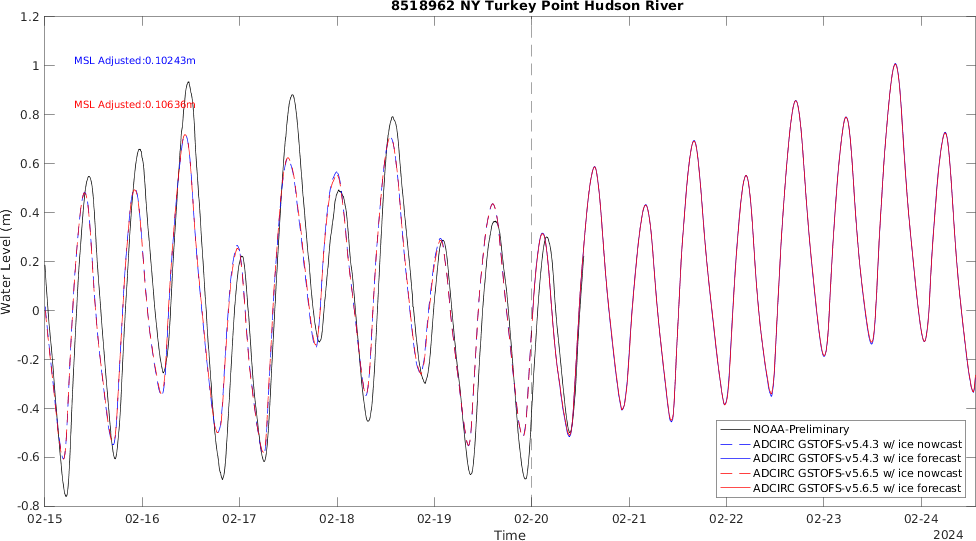 8518962 NY Turkey Point Hudson River
1.2
1
0.8
0.6
0.4
0.2
0
-0.2
-0.4
-0.6
-0.8
Water Level (m)
MSL Adjusted:0.10243m
MSL Adjusted:0.10636m
NOAA-Preliminary
ADCIRC GSTOFS-v5.4.3 w/ ice nowcast
ADCIRC GSTOFS-v5.4.3 w/ ice forecast
ADCIRC GSTOFS-v5.6.5 w/ ice nowcast
ADCIRC GSTOFS-v5.6.5 w/ ice forecast
02-15 02-16 02-17 02-18 02-19 02-20 02-21 02-22 02-23 02-24
Time
2024